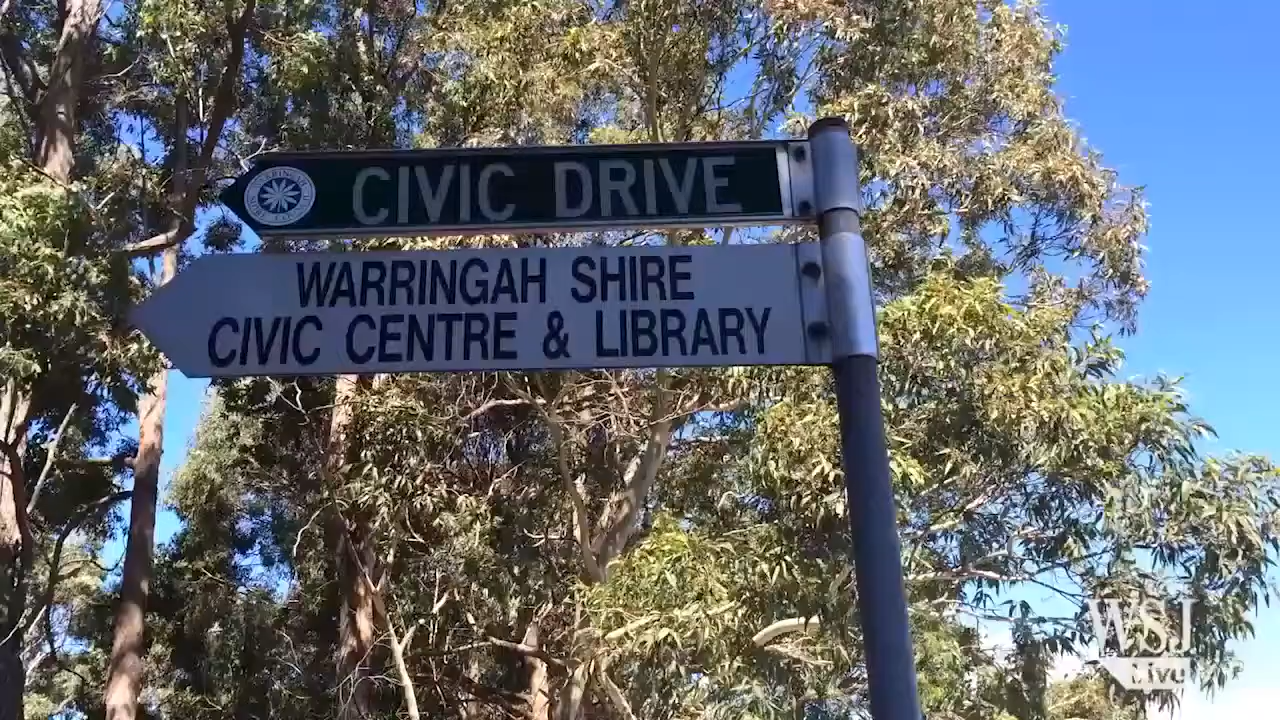 CIVIC DRIVE
WARRINGAH SHIRE
CIVIC CENTRE & LIBRARY
WSJ
Live